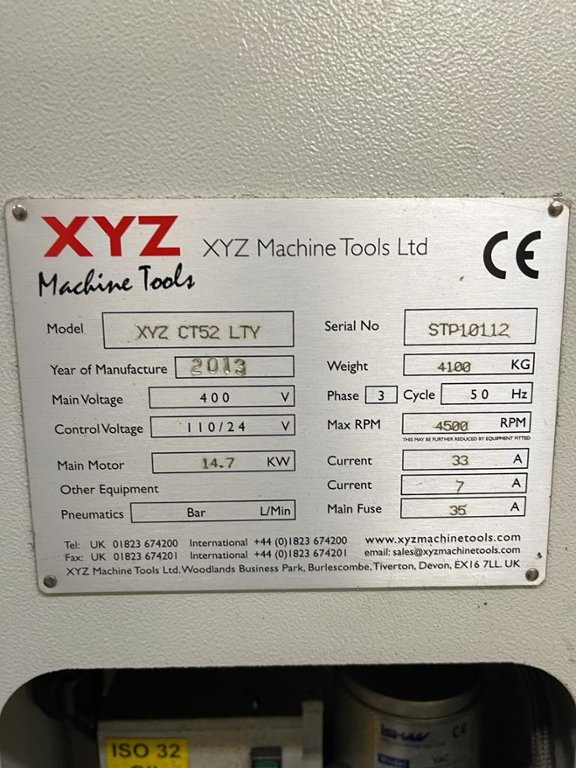 XYZ XYZ Machine Tools Ltd CE
Machine Tools
Model XYZ CT52 LTY Serial No STP10112
Year of Manufacture 2013 Weight 4100 KG
Main Voltage 400 V Phase 3 Cycle 50 Hz
Control Voltage 110/24 V Max RPM 4500 RPM
THIS MAY BE FURTHER REDUCED BY EQUIPMENT FITTED
Main Motor 14.7 KW Current 33 A
Other Equipment Current 7 A
Pneumatics Bar L/Min Main Fuse 35 A
Tel: UK 01823 674200 International +44 (0)1823 674200 www.xyzmachinetools.com
Fax: UK 01823 674201 International +44 (0)1823 674201 email: sales@xyzmachinetools.com
XYZ Machine Tools Ltd. Woodlands Business Park, Burlescombe, Tiverton, Devon, EX16 7LL. UK
ISO 32
CE